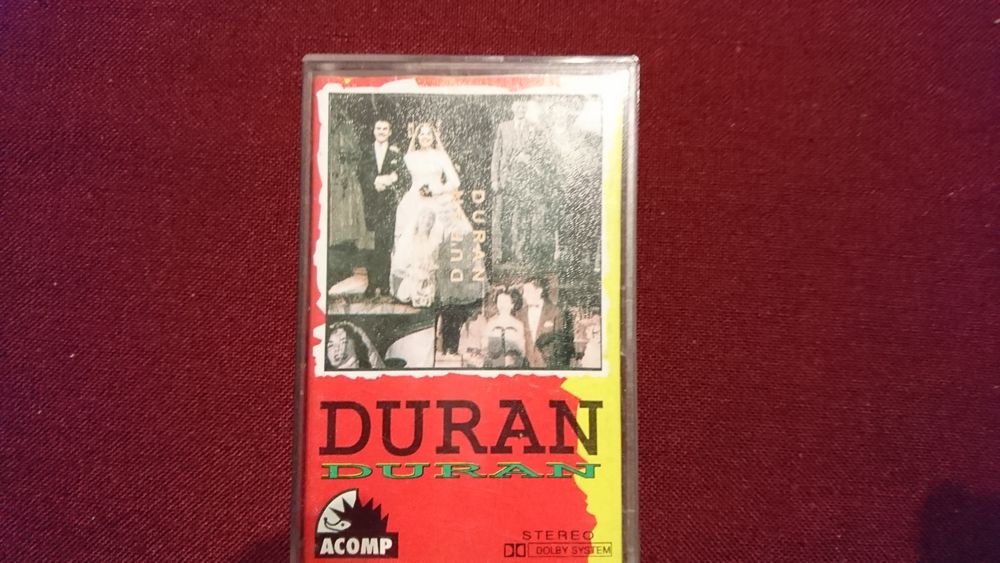 DURAN
DURAN
DURAN
DURAN
ACOMP
STEREO
DOLBY SYSTEM